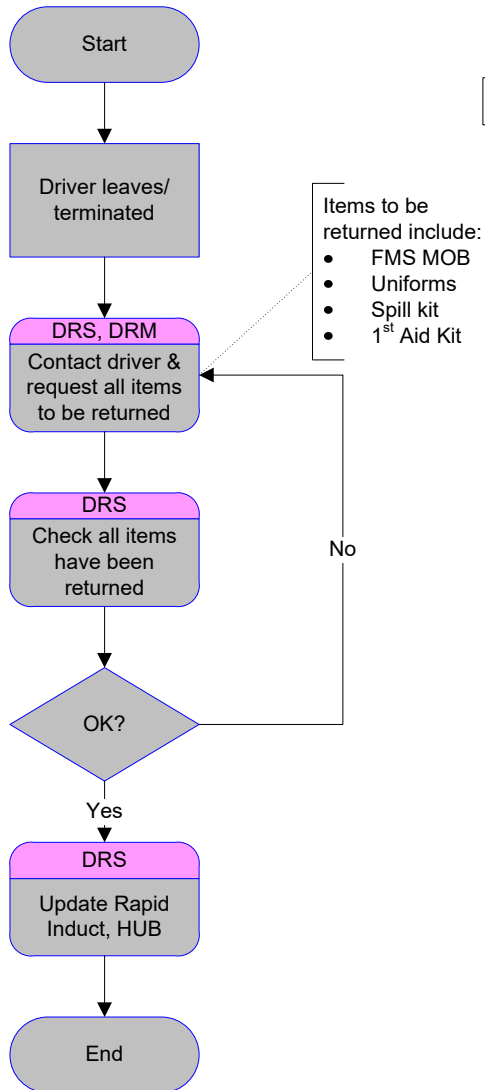 Start
Driver leaves/
terminated
Items to be
returned include:
● FMS MOB
● Uniforms
● Spill kit
● 1st Aid Kit
DRS, DRM
Contact driver &
request all items
to be returned
DRS
Check all items
have been
returned
No
OK?
Yes
DRS
Update Rapid
Induct, HUB
End